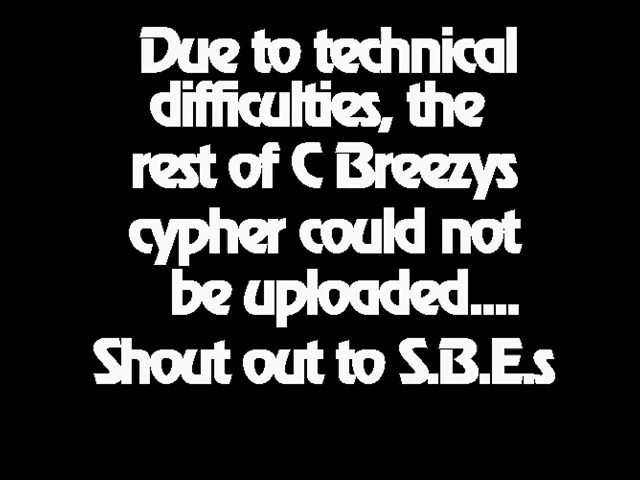 Due to technical
difficulties, the
rest of C Breezys
cypher could not
be uploaded....
Shout out to S.B.E.s